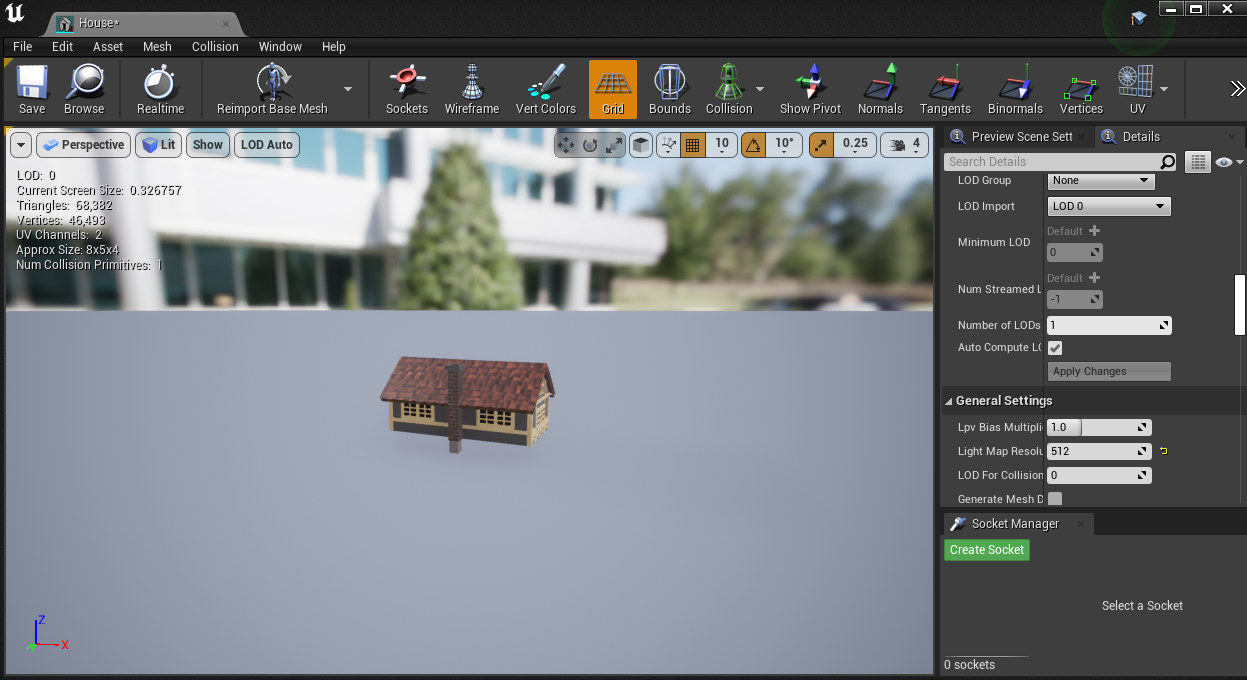 House*
File Edit Asset Mesh Collision Window Help
Save Browse Realtime Reimport Base Mesh Sockets Wireframe Vert Colors Grid Bounds Collision Show Pivot Normals Tangents Binormals Vertices UV
Perspective Lit Show LOD Auto 10 10° 0.25 4
LOD: 0
Current Screen Size: 0.326757
Triangles: 68,382
Vertices: 46,493
UV Channels: 2
Approx Size: 8x5x4
Num Collision Primitives: 1
Z
X
Preview Scene Sett Details
Search Details
LOD Group None
LOD Import LOD 0
Default
Minimum LOD
0
Default
Num Streamed L
-1
Number of LODs 1
Auto Compute LO
Apply Changes
General Settings
Lpv Bias Multipli 1.0
Light Map Resolu 512
LOD For Collision 0
Generate Mesh D
Socket Manager
Create Socket
Select a Socket
0 sockets